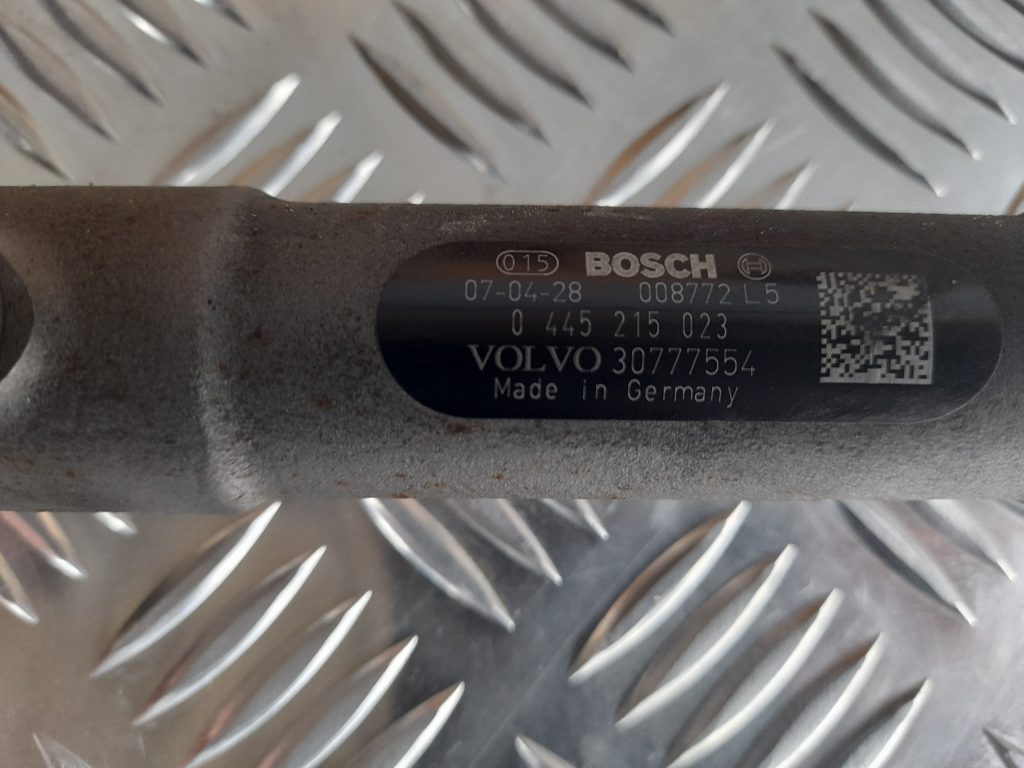 015 BOSCH
07-04-28 008772 L5
0 445 215 023
VOLVO 30777554
Made in Germany